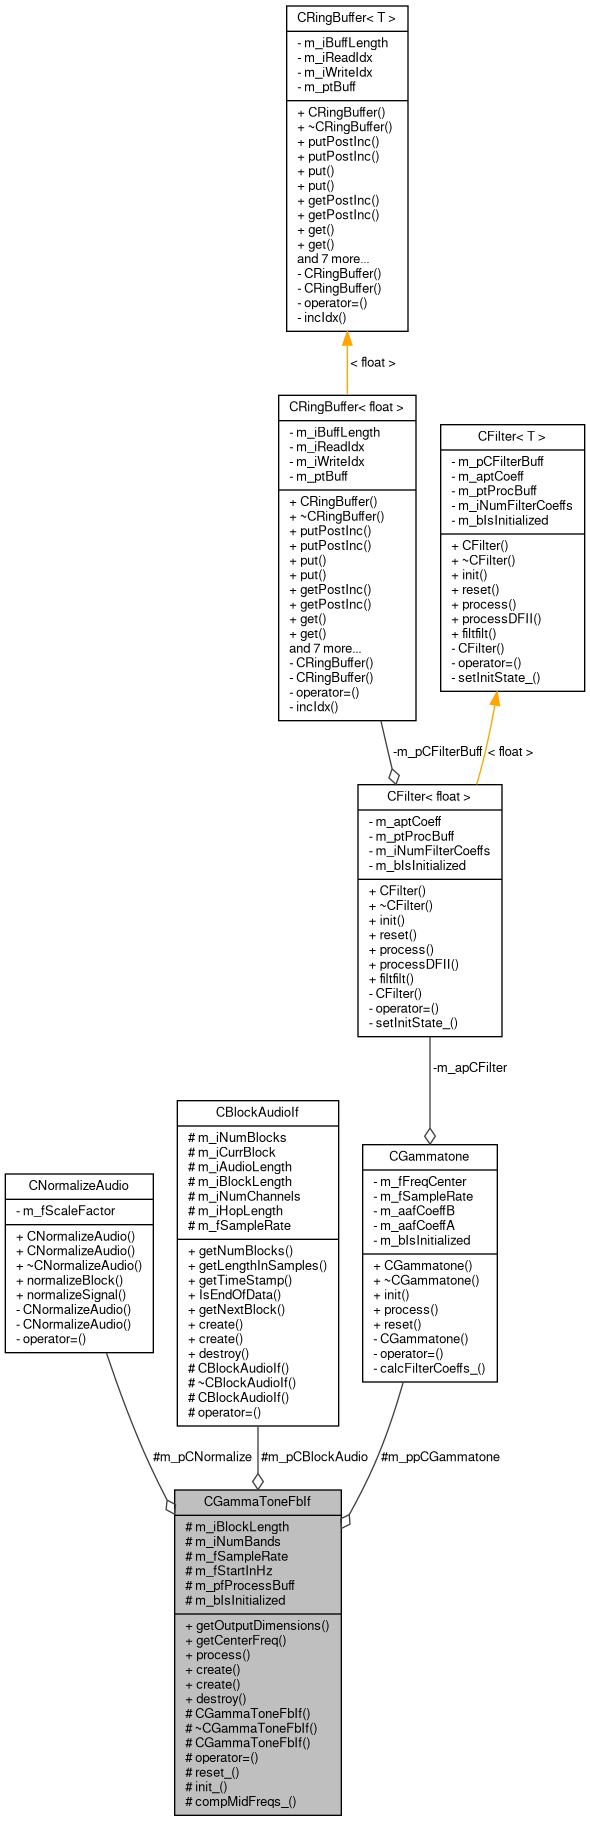 CRingBuffer< T >
- m_iBuffLength
- m_iReadIdx
- m_iWriteIdx
- m_ptBuff
+ CRingBuffer()
+ ~CRingBuffer()
+ putPostInc()
+ putPostInc()
+ put()
+ put()
+ getPostInc()
+ getPostInc()
+ get()
+ get()
and 7 more...
- CRingBuffer()
- CRingBuffer()
- operator=()
- incIdx()
< float >
CRingBuffer< float >
- m_iBuffLength
- m_iReadIdx
- m_iWriteIdx
- m_ptBuff
+ CRingBuffer()
+ ~CRingBuffer()
+ putPostInc()
+ putPostInc()
+ put()
+ put()
+ getPostInc()
+ getPostInc()
+ get()
+ get()
and 7 more...
- CRingBuffer()
- CRingBuffer()
- operator=()
- incIdx()
CFilter< T >
- m_pCFilterBuff
- m_aptCoeff
- m_ptProcBuff
- m_iNumFilterCoeffs
- m_bIsInitialized
+ CFilter()
+ ~CFilter()
+ init()
+ reset()
+ process()
+ processDFII()
+ filtfilt()
- CFilter()
- operator=()
- setInitState_()
-m_pCFilterBuff
< float >
CFilter< float >
- m_aptCoeff
- m_ptProcBuff
- m_iNumFilterCoeffs
- m_bIsInitialized
+ CFilter()
+ ~CFilter()
+ init()
+ reset()
+ process()
+ processDFII()
+ filtfilt()
- CFilter()
- operator=()
- setInitState_()
-m_apCFilter
CNormalizeAudio
- m_fScaleFactor
+ CNormalizeAudio()
+ CNormalizeAudio()
+ ~CNormalizeAudio()
+ normalizeBlock()
+ normalizeSignal()
- CNormalizeAudio()
- CNormalizeAudio()
- operator=()
CBlockAudioIf
# m_iNumBlocks
# m_iCurrBlock
# m_iAudioLength
# m_iBlockLength
# m_iNumChannels
# m_iHopLength
# m_fSampleRate
+ getNumBlocks()
+ getLengthInSamples()
+ getTimeStamp()
+ IsEndOfData()
+ getNextBlock()
+ create()
+ create()
+ destroy()
# CBlockAudioIf()
# ~CBlockAudioIf()
# CBlockAudioIf()
# operator=()
CGammatone
- m_fFreqCenter
- m_fSampleRate
- m_aafCoeffB
- m_aafCoeffA
- m_bIsInitialized
+ CGammatone()
+ ~CGammatone()
+ init()
+ process()
+ reset()
- CGammatone()
- operator=()
- calcFilterCoeffs_()
#m_pCNormalize
#m_pCBlockAudio
#m_ppCGammatone
CGammaToneFbIf
# m_iBlockLength
# m_iNumBands
# m_fSampleRate
# m_fStartInHz
# m_pfProcessBuff
# m_bIsInitialized
+ getOutputDimensions()
+ getCenterFreq()
+ process()
+ create()
+ create()
+ destroy()
# CGammaToneFbIf()
# ~CGammaToneFbIf()
# CGammaToneFbIf()
# operator=()
# reset_()
# init_()
# compMidFreqs_()